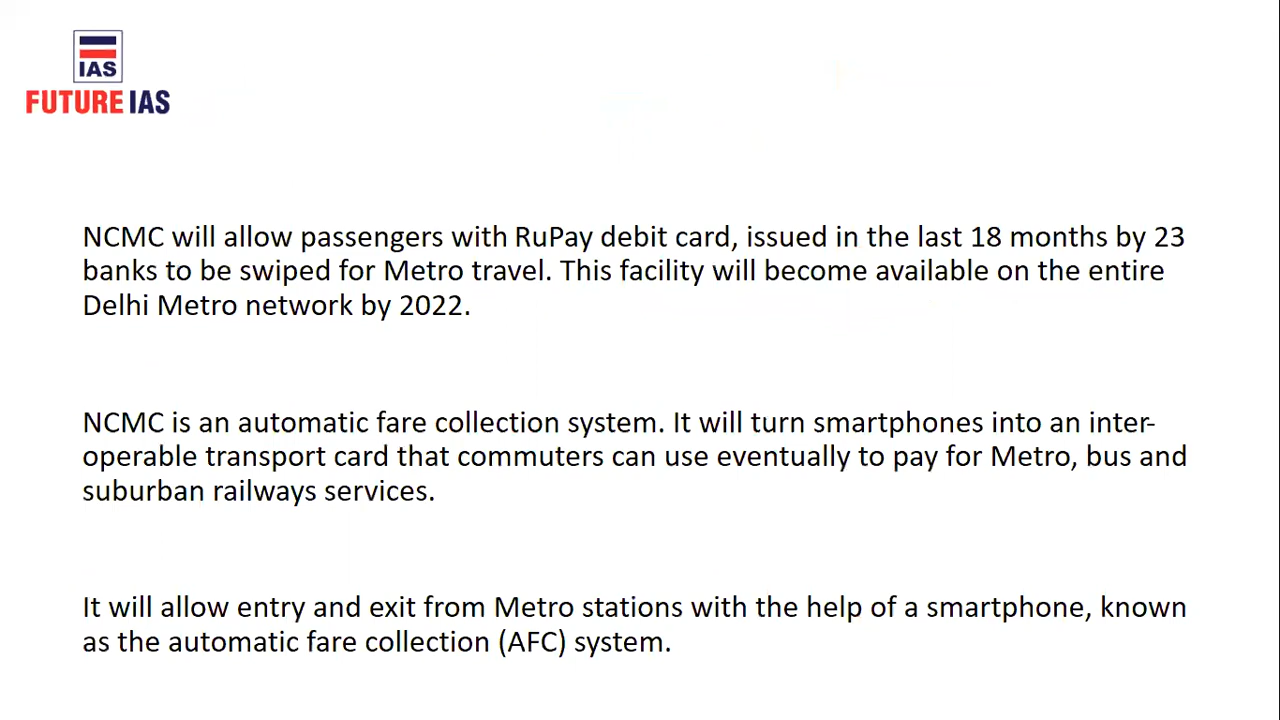 IAS
FUTURE IAS
NCMC will allow passengers with RuPay debit card, issued in the last 18 months by 23
banks to be swiped for Metro travel. This facility will become available on the entire
Delhi Metro network by 2022.
NCMC is an automatic fare collection system. It will turn smartphones into an inter-
operable transport card that commuters can use eventually to pay for Metro, bus and
suburban railways services.
It will allow entry and exit from Metro stations with the help of a smartphone, known
as the automatic fare collection (AFC) system.